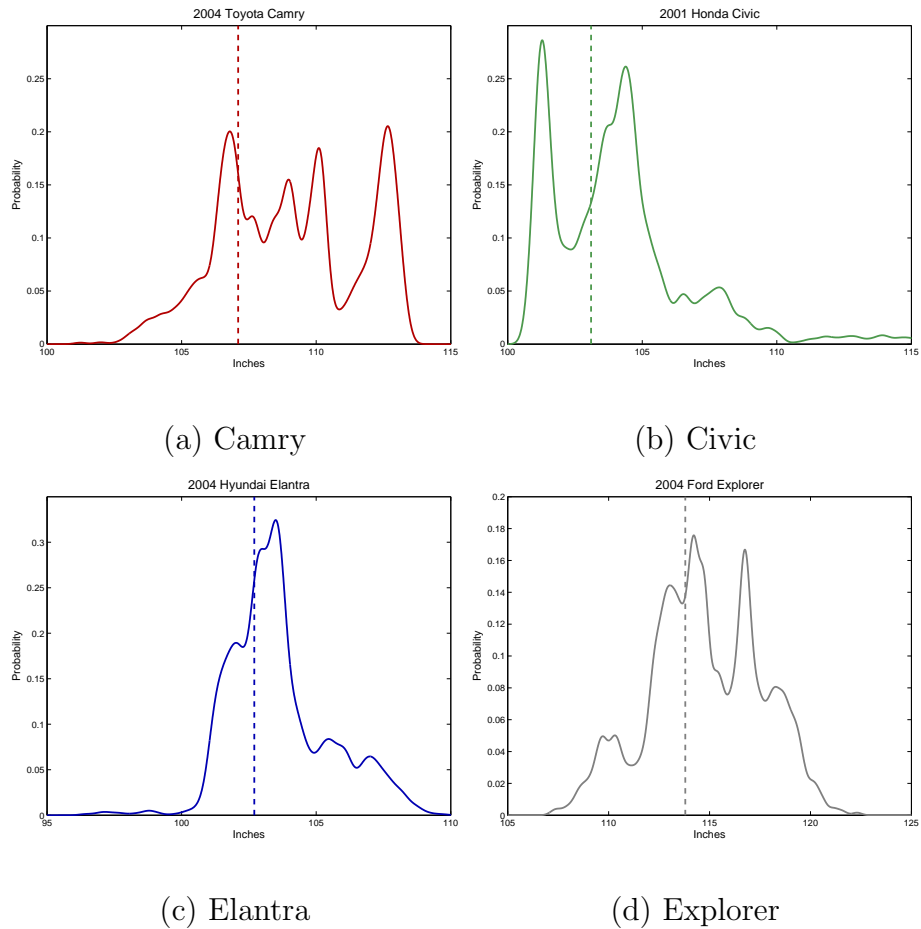 2004 Toyota Camry
Probability
0.25
0.2
0.15
0.1
0.05
0
100 105 110 115
Inches
(a) Camry
2001 Honda Civic
Probability
0.25
0.2
0.15
0.1
0.05
0
100 105 110 115
Inches
(b) Civic
2004 Hyundai Elantra
Probability
0.3
0.25
0.2
0.15
0.1
0.05
0
95 100 105 110
Inches
(c) Elantra
2004 Ford Explorer
Probability
0.2
0.18
0.16
0.14
0.12
0.1
0.08
0.06
0.04
0.02
0
105 110 115 120 125
Inches
(d) Explorer